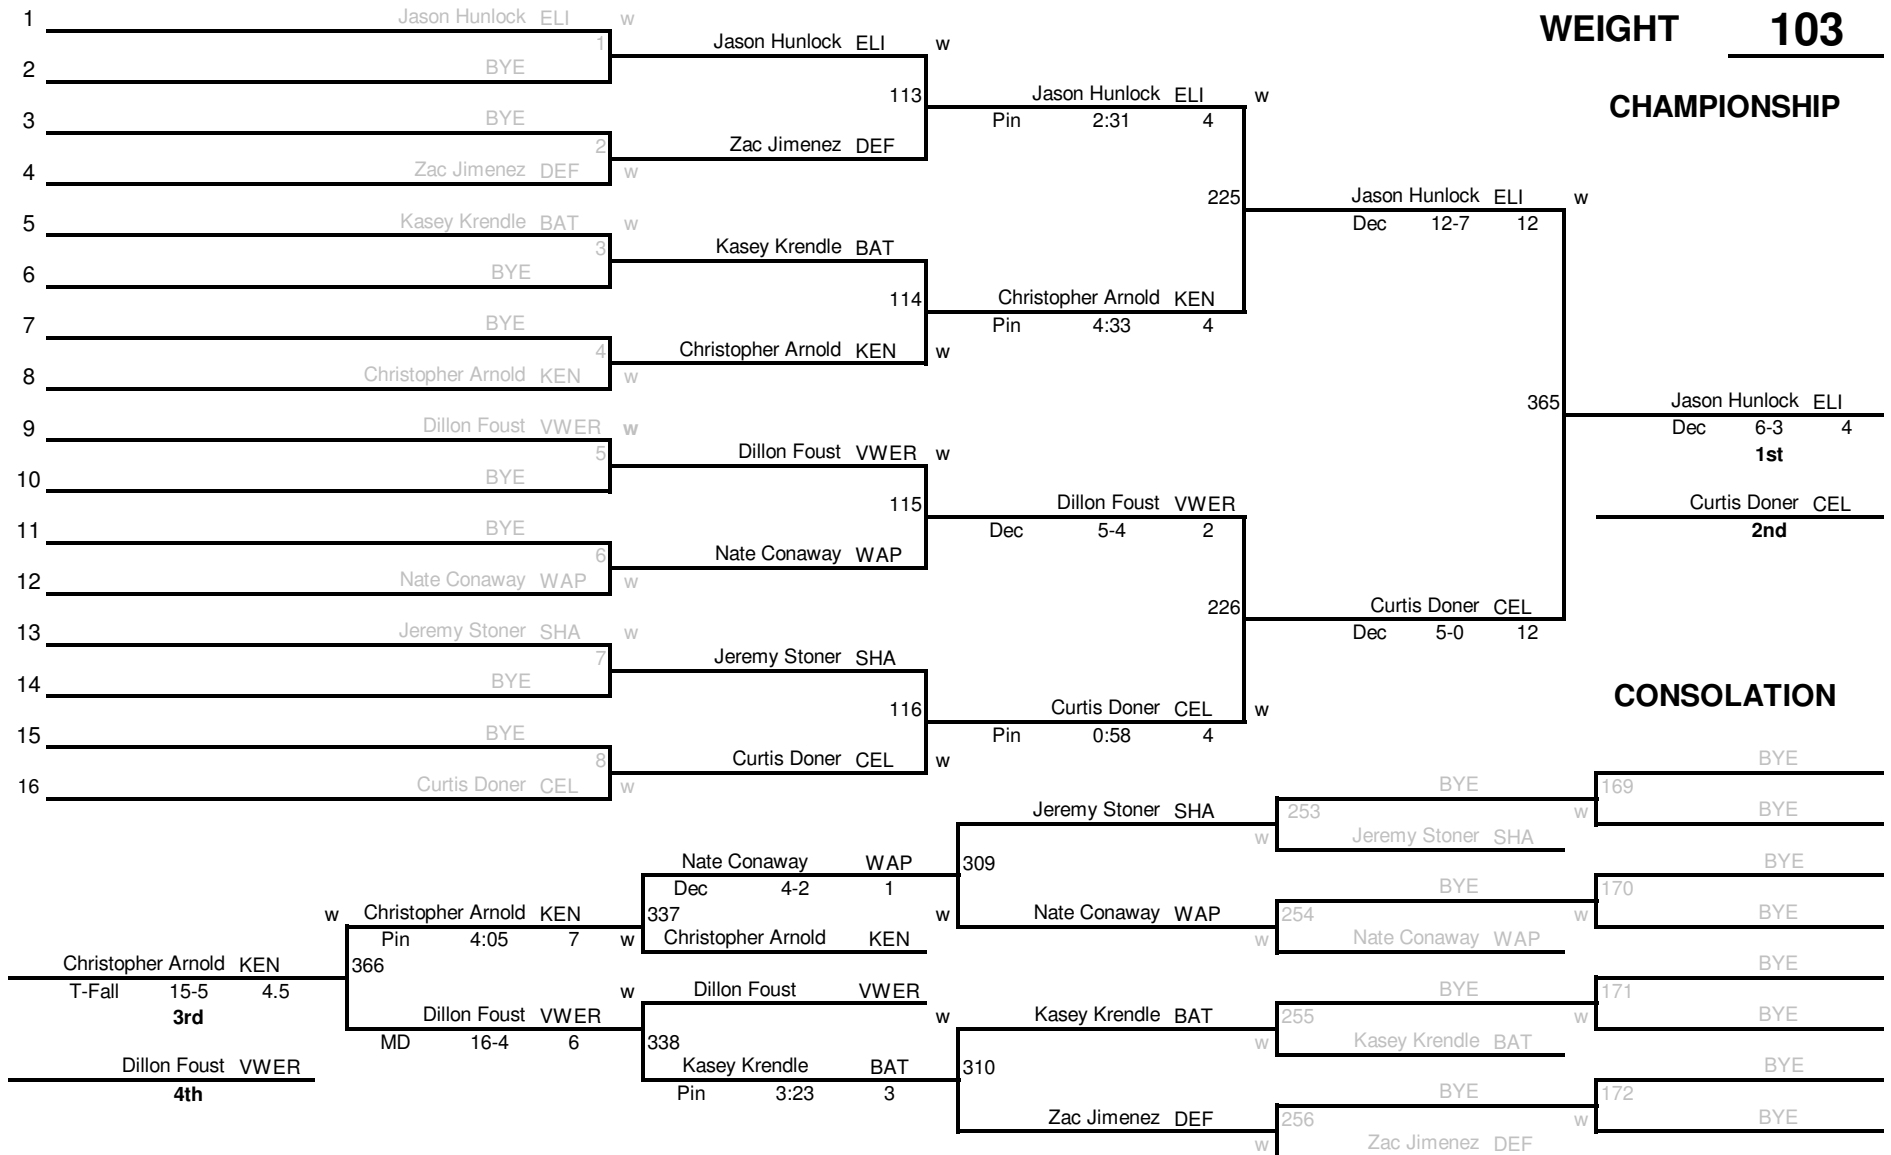 WEIGHT 103
CHAMPIONSHIP
1 Jason Hunlock ELI w
1
2 BYE
Jason Hunlock ELI w
113
3 BYE
2
4 Zac Jimenez DEF w
Zac Jimenez DEF
Jason Hunlock ELI w
Pin 2:31 4
225
5 Kasey Krendle BAT w
3
6 BYE
Kasey Krendle BAT
114
7 BYE
4
8 Christopher Arnold KEN w
Christopher Arnold KEN w
Christopher Arnold KEN
Pin 4:33 4
Jason Hunlock ELI w
Dec 12-7 12
365
9 Dillon Foust VWER w
5
10 BYE
Dillon Foust VWER w
115
11 BYE
6
12 Nate Conaway WAP w
Nate Conaway WAP
Dillon Foust VWER
Dec 5-4 2
226
13 Jeremy Stoner SHA w
7
14 BYE
Jeremy Stoner SHA
116
15 BYE
8
16 Curtis Doner CEL w
Curtis Doner CEL w
Curtis Doner CEL w
Pin 0:58 4
Curtis Doner CEL
Dec 5-0 12
Jason Hunlock ELI
Dec 6-3 4
1st
Curtis Doner CEL
2nd
CONSOLATION
BYE
169
w BYE
BYE
253
w Jeremy Stoner SHA
Jeremy Stoner SHA
309
BYE
170
w BYE
BYE
254
w Nate Conaway WAP
w Nate Conaway WAP
Nate Conaway WAP
Dec 4-2 1
337
w Christopher Arnold KEN
w Christopher Arnold KEN
Pin 4:05 7
366
BYE
171
w BYE
BYE
255
w Kasey Krendle BAT
w Kasey Krendle BAT
310
BYE
172
w BYE
BYE
256
w Zac Jimenez DEF
Zac Jimenez DEF
w Dillon Foust VWER
338
Kasey Krendle BAT
Pin 3:23 3
Dillon Foust VWER
MD 16-4 6
Christopher Arnold KEN
T-Fall 15-5 4.5
3rd
Dillon Foust VWER
4th